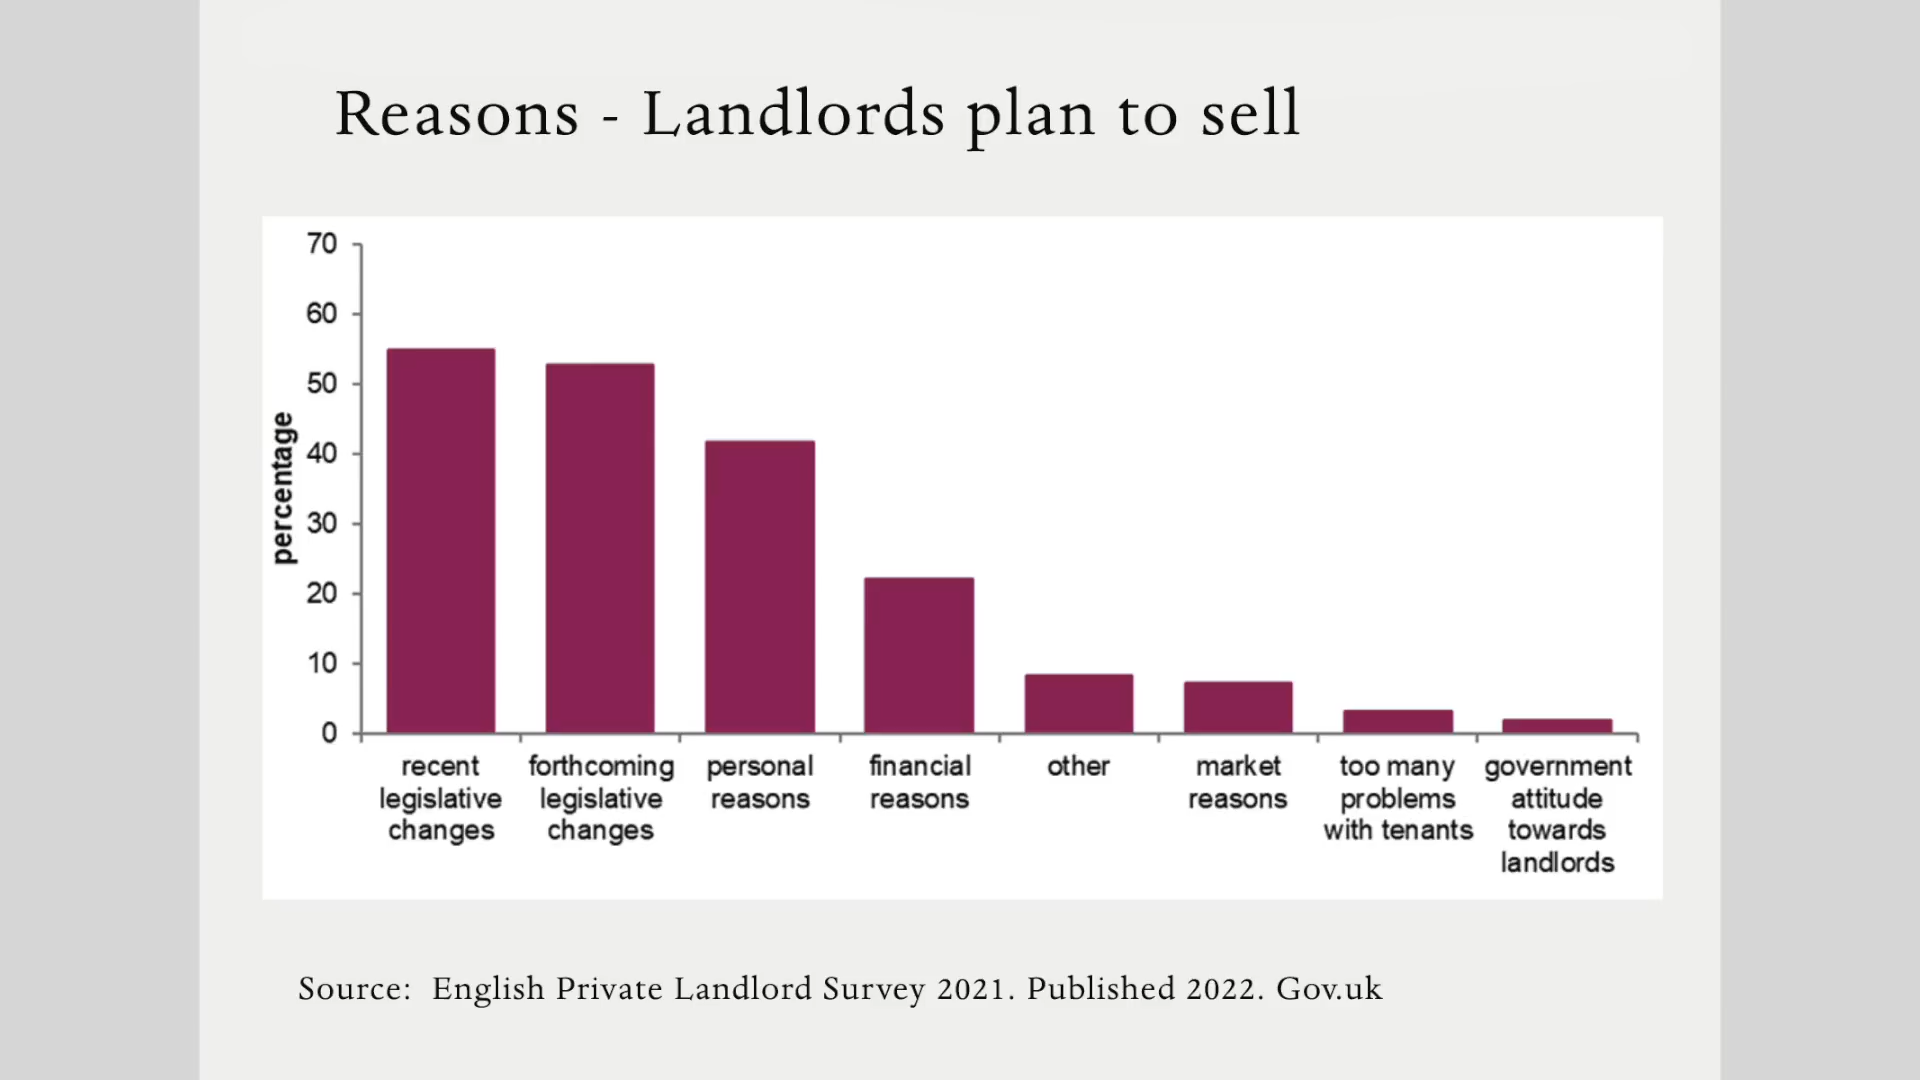 Reasons - Landlords plan to sell
70
60
50
40
30
20
10
0
percentage
recent
legislative
changes
forthcoming
legislative
changes
personal
reasons
financial
reasons
other
market
reasons
too many
problems
with tenants
government
attitude
towards
landlords
Source: English Private Landlord Survey 2021. Published 2022. Gov.uk